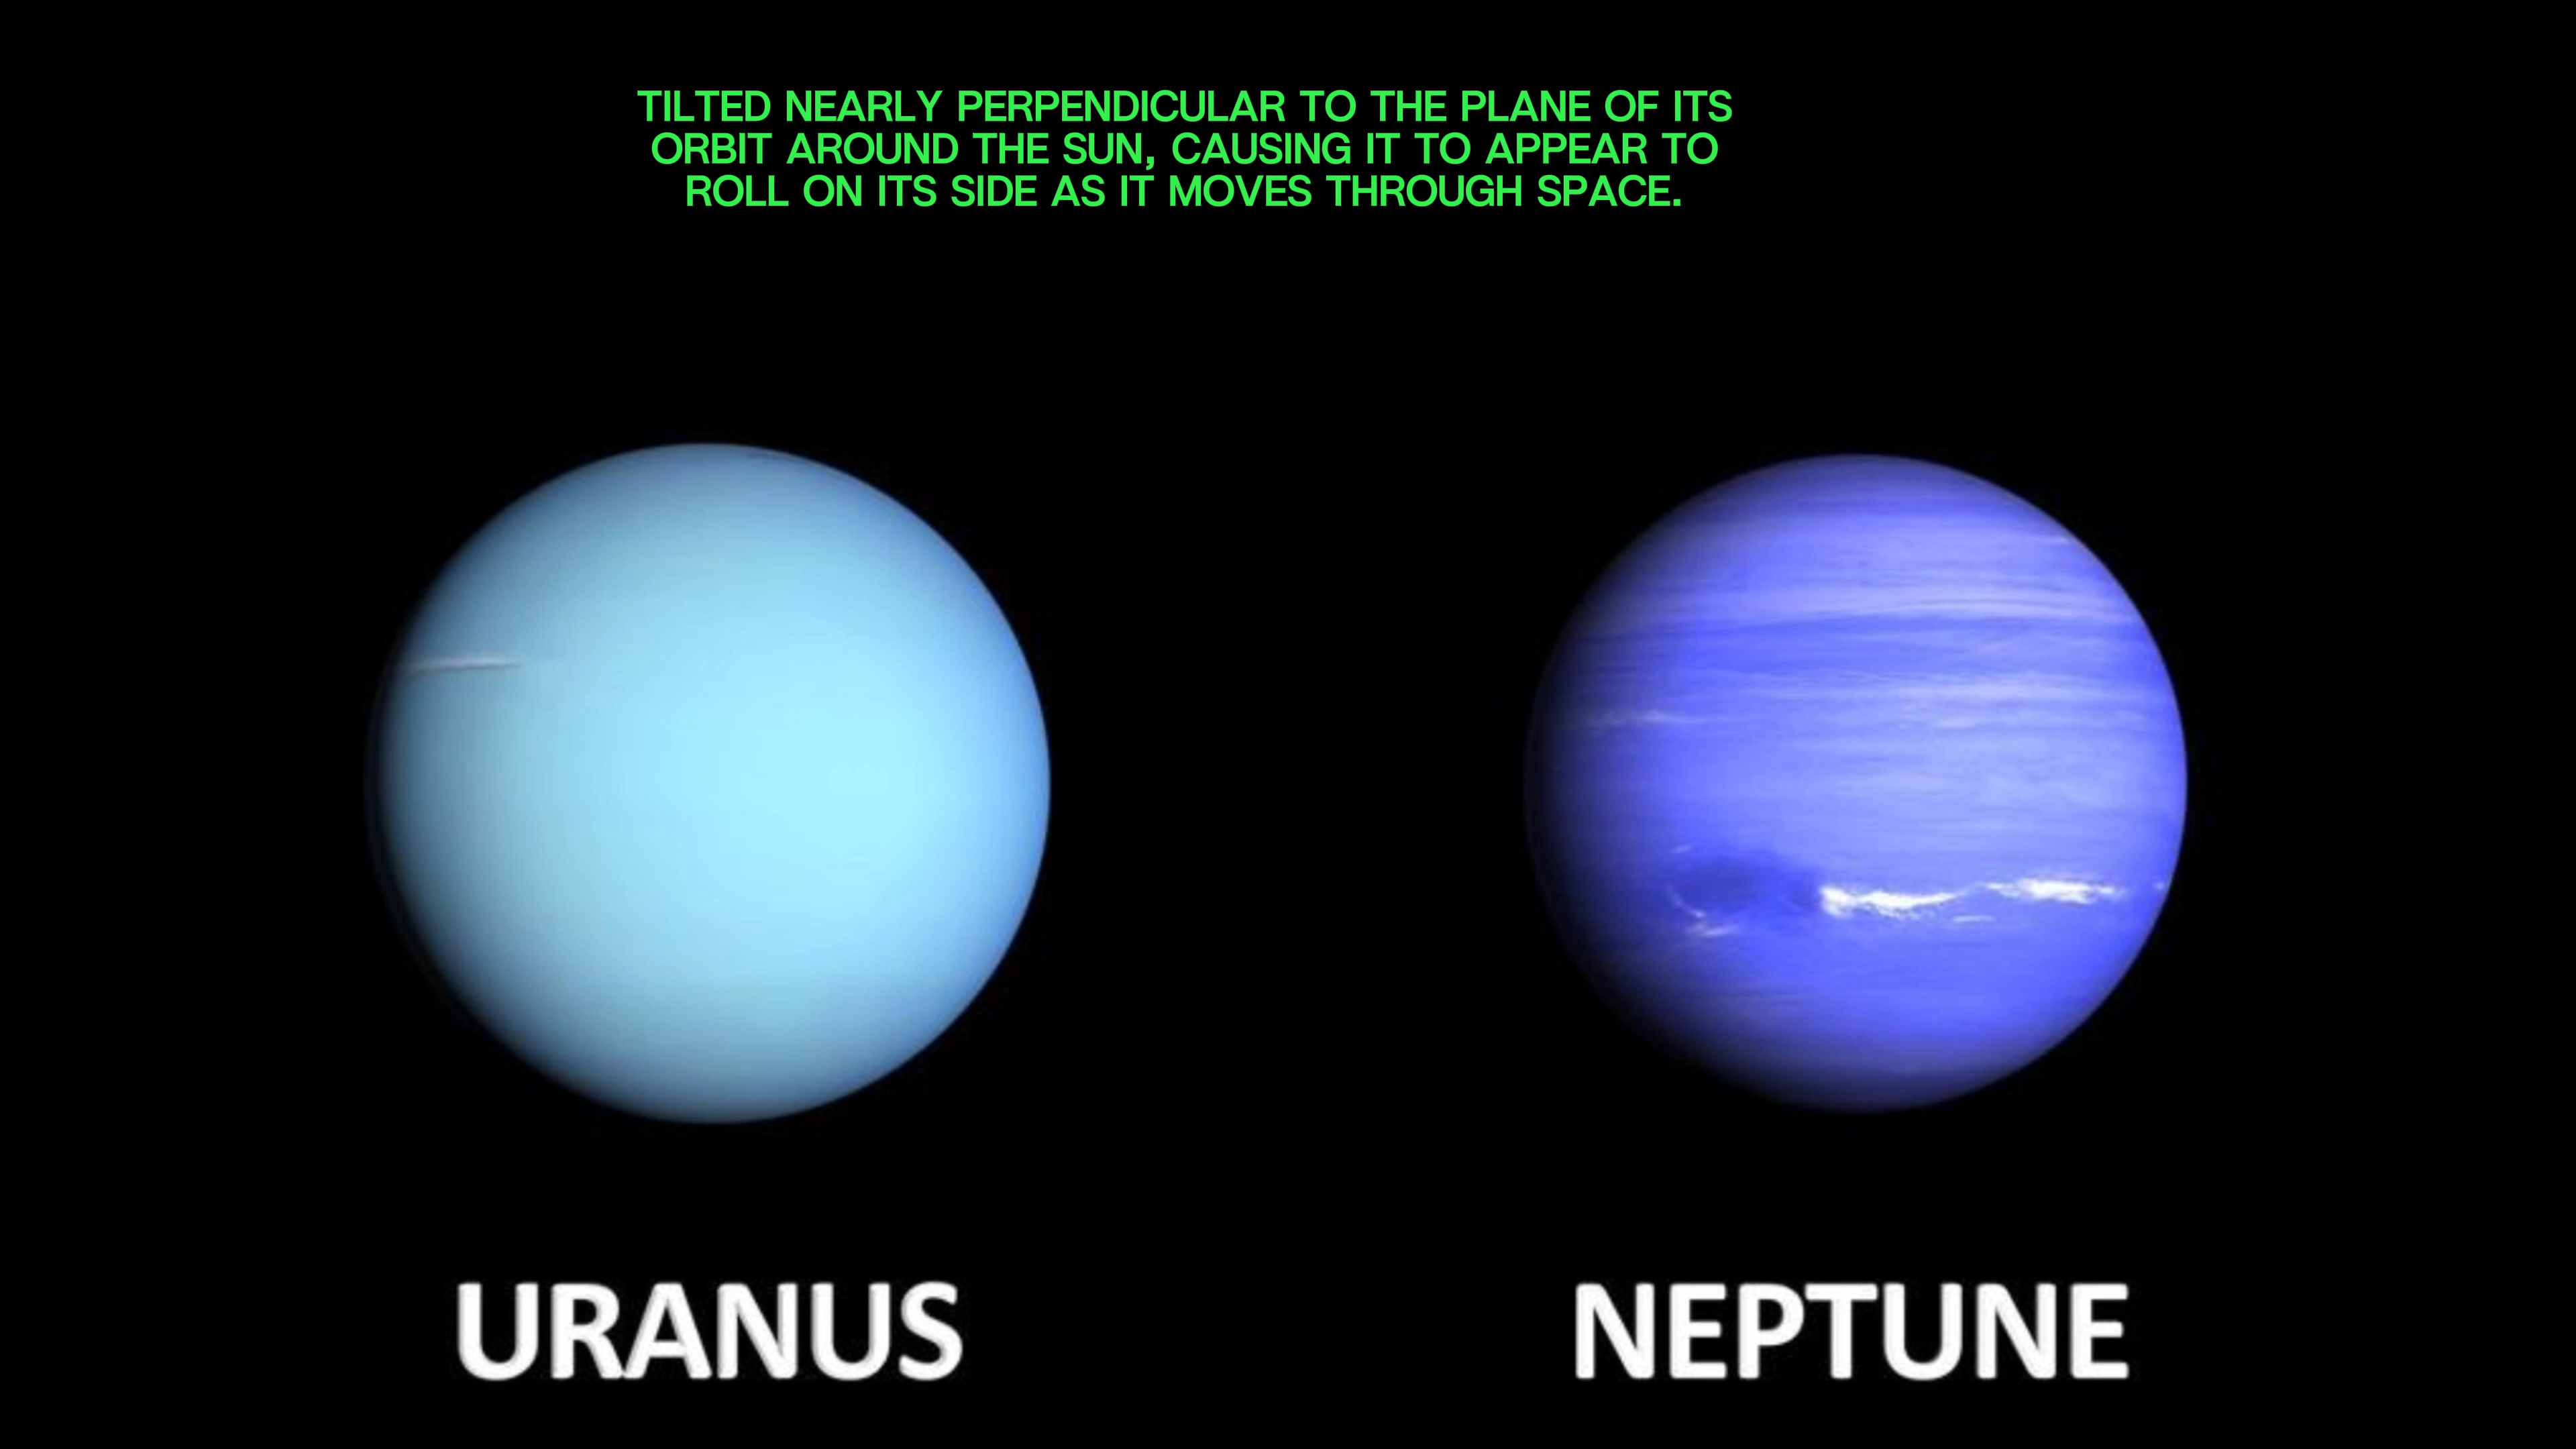 TILTED NEARLY PERPENDICULAR TO THE PLANE OF ITS
ORBIT AROUND THE SUN, CAUSING IT TO APPEAR TO
ROLL ON ITS SIDE AS IT MOVES THROUGH SPACE.
URANUS
NEPTUNE